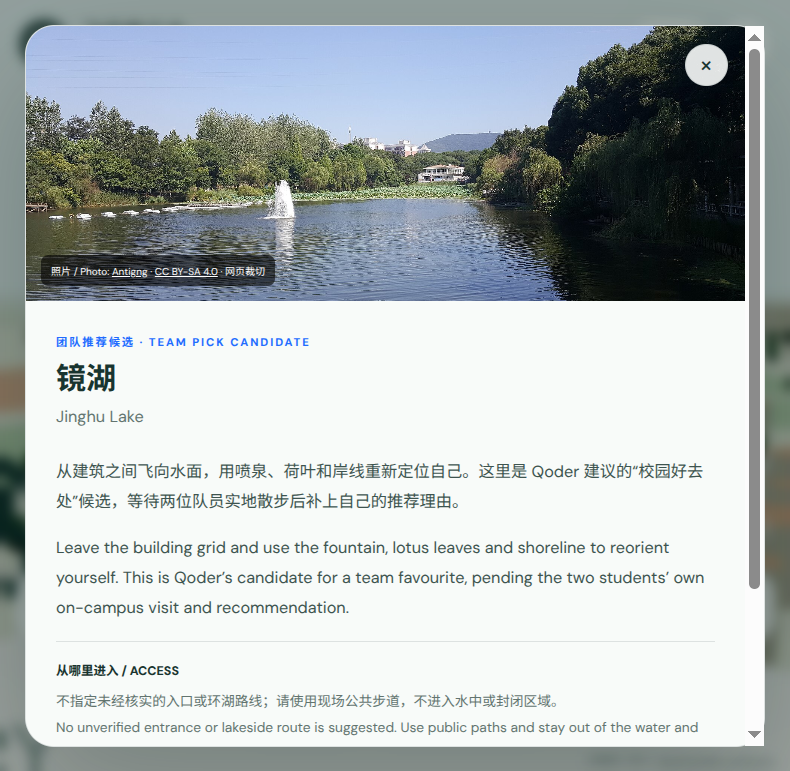 ×
照片 / Photo: Antigng · CC BY-SA 4.0 · 网页裁切
团队推荐候选 · TEAM PICK CANDIDATE
镜湖
Jinghu Lake
从建筑之间飞向水面，用喷泉、荷叶和岸线重新定位自己。这里是 Qoder 建议的“校园好去
处”候选，等待两位队员实地散步后补上自己的推荐理由。
Leave the building grid and use the fountain, lotus leaves and shoreline to reorient
yourself. This is Qoder’s candidate for a team favourite, pending the two students’ own
on-campus visit and recommendation.
从哪里进入 / ACCESS
不指定未经核实的入口或环湖路线；请使用现场公共步道，不进入水中或封闭区域。
No unverified entrance or lakeside route is suggested. Use public paths and stay out of the water and